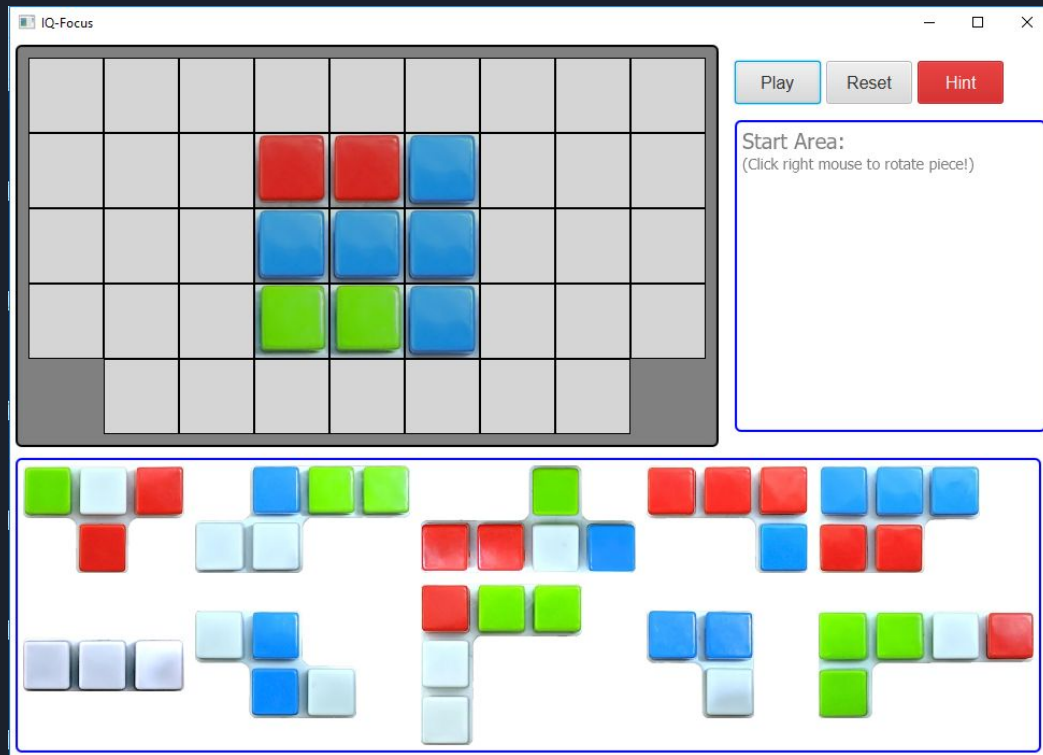 IQ-Focus
Play Reset Hint
Start Area:
(Click right mouse to rotate piece!)